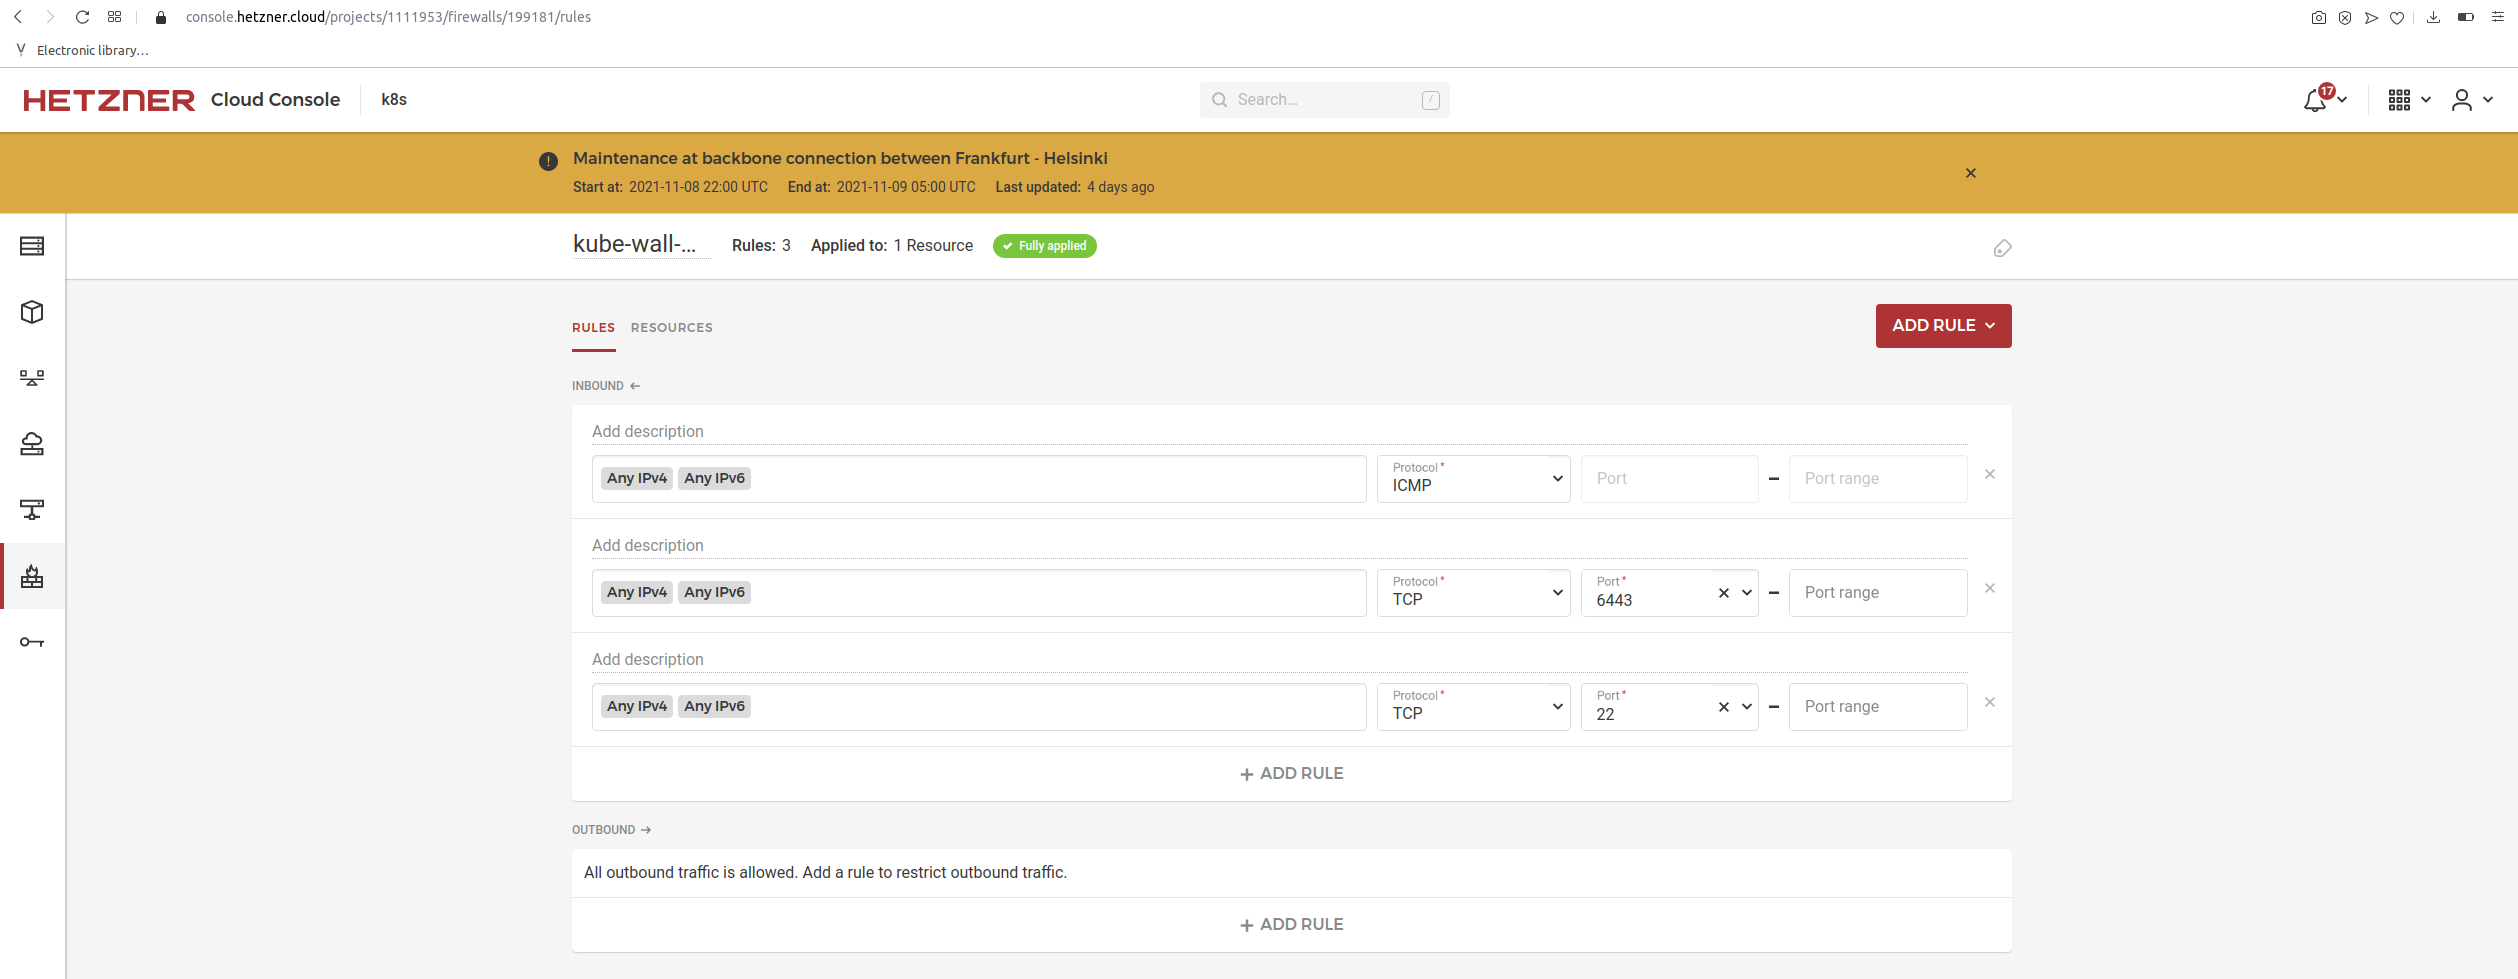 console.hetzner.cloud/projects/1111953/firewalls/199181/rules
Electronic library...
HETZNER Cloud Console k8s Search... / 17
Maintenance at backbone connection between Frankfurt - Helsinki
Start at: 2021-11-08 22:00 UTC End at: 2021-11-09 05:00 UTC Last updated: 4 days ago
kube-wall-... Rules: 3 Applied to: 1 Resource Fully applied
RULES RESOURCES ADD RULE
INBOUND
Add description
Any IPv4 Any IPv6 Protocol * ICMP Port – Port range
Add description
Any IPv4 Any IPv6 Protocol * TCP Port * 6443 – Port range
Add description
Any IPv4 Any IPv6 Protocol * TCP Port * 22 – Port range
+ ADD RULE
OUTBOUND
All outbound traffic is allowed. Add a rule to restrict outbound traffic.
+ ADD RULE